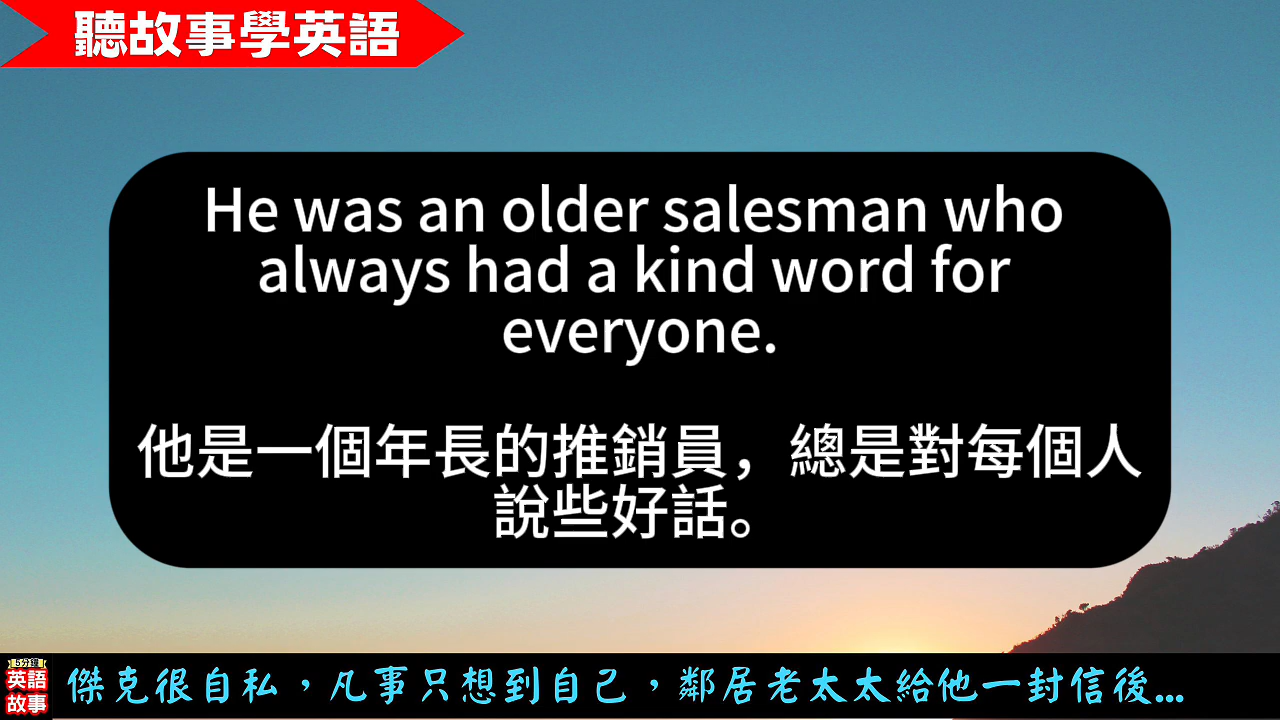 聽故事學英語
He was an older salesman who
always had a kind word for
everyone.
他是一個年長的推銷員，總是對每個人
說些好話。
5分鐘
英語
故事
傑克很自私，凡事只想到自己，鄰居老太太給他一封信後...